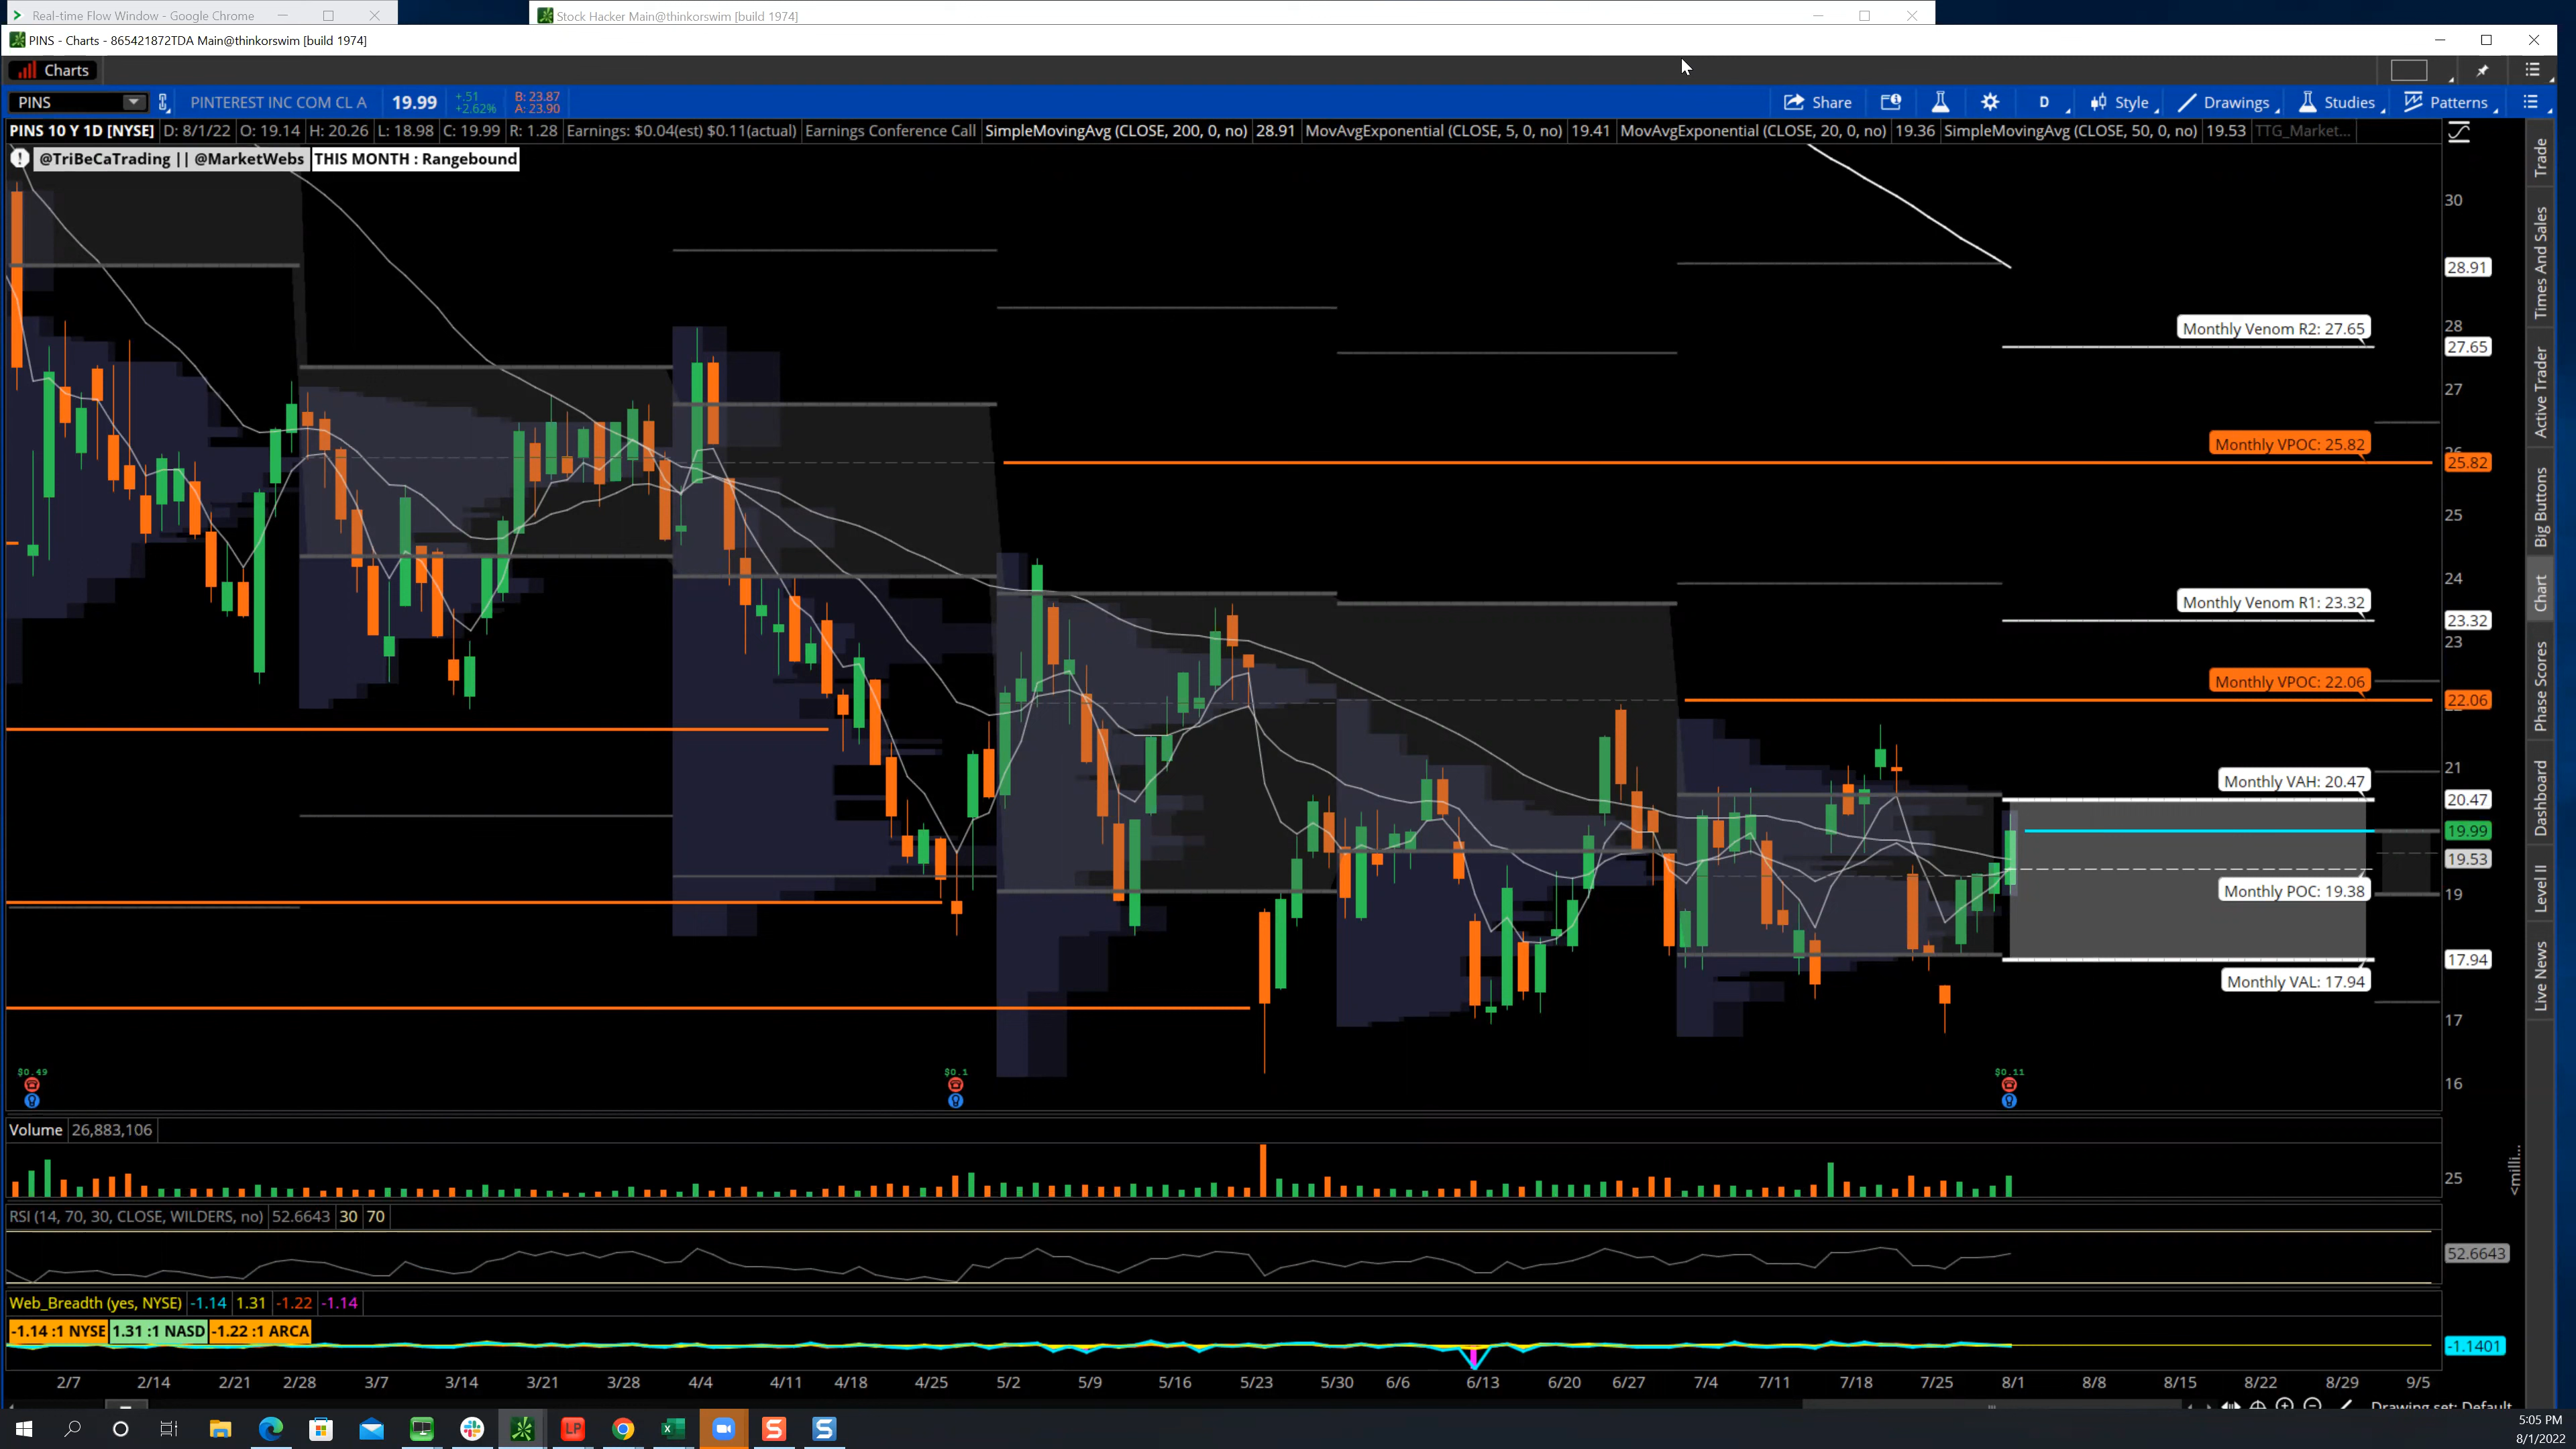 Real-time Flow Window - Google Chrome
Stock Hacker Main@thinkorswim [build 1974]
PINS - Charts - 865421872TDA Main@thinkorswim [build 1974]
Charts
PINS PINTEREST INC COM CL A 19.99 +.51 +2.62% B: 23.87 A: 23.90 Share D Style Drawings Studies Patterns
PINS 10 Y 1D [NYSE] D: 8/1/22 O: 19.14 H: 20.26 L: 18.98 C: 19.99 R: 1.28 Earnings: $0.04(est) $0.11(actual) Earnings Conference Call SimpleMovingAvg (CLOSE, 200, 0, no) 28.91 MovAvgExponential (CLOSE, 5, 0, no) 19.41 MovAvgExponential (CLOSE, 20, 0, no) 19.36 SimpleMovingAvg (CLOSE, 50, 0, no) 19.53 TTG_Market...
@TriBeCaTrading || @MarketWebs THIS MONTH : Rangebound
30
28.91
28
Monthly Venom R2: 27.65
27.65
27
Monthly VPOC: 25.82
26
25.82
25
24
Monthly Venom R1: 23.32
23.32
23
Monthly VPOC: 22.06
22.06
21
Monthly VAH: 20.47
20.47
19.99
19.53
Monthly POC: 19.38
19
17.94
Monthly VAL: 17.94
17
16
$0.49 $0.1 $0.11
Trade
Times And Sales
Active Trader
Big Buttons
Chart
Phase Scores
Dashboard
Level II
Live News
Volume 26,883,106
25
<milli...
RSI (14, 70, 30, CLOSE, WILDERS, no) 52.6643 30 70
52.6643
Web_Breadth (yes, NYSE) -1.14 1.31 -1.22 -1.14
-1.14 :1 NYSE 1.31 :1 NASD -1.22 :1 ARCA
-1.1401
2/7 2/14 2/21 2/28 3/7 3/14 3/21 3/28 4/4 4/11 4/18 4/25 5/2 5/9 5/16 5/23 5/30 6/6 6/13 6/20 6/27 7/4 7/11 7/18 7/25 8/1 8/8 8/15 8/22 8/29 9/5
Drawing set: Default
LP
5:05 PM
8/1/2022